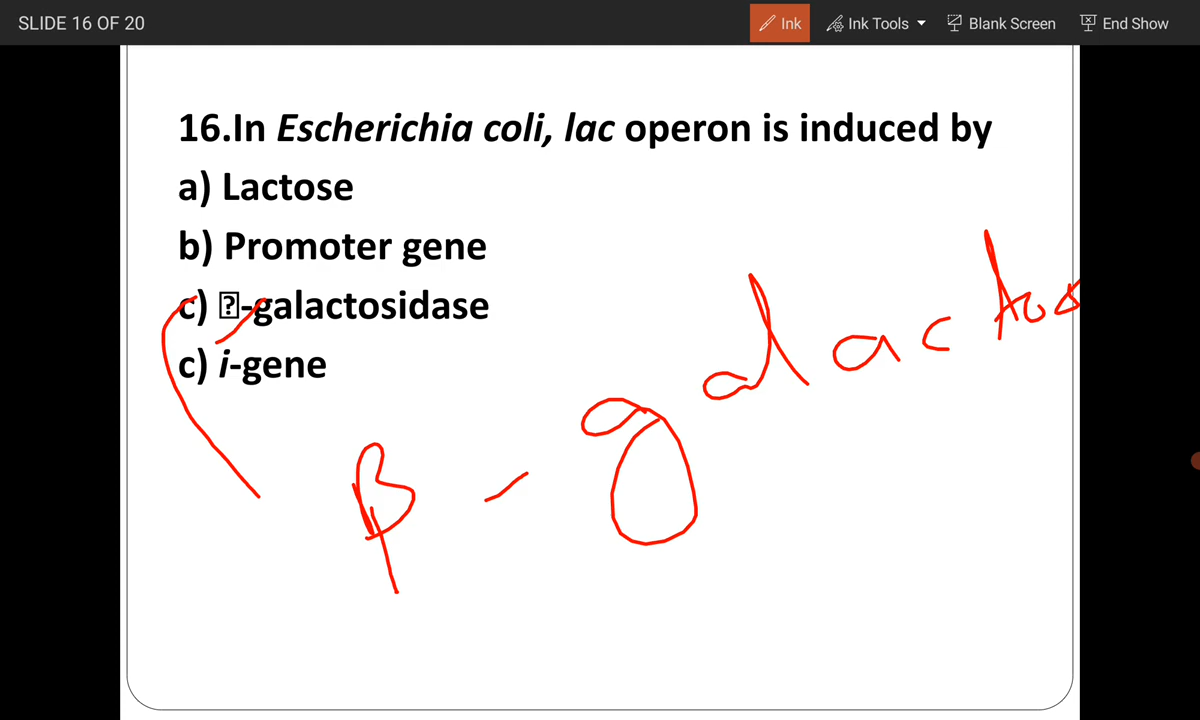 SLIDE 16 OF 20
Ink Ink Tools Blank Screen End Show
16.In Escherichia coli, lac operon is induced by
a) Lactose
b) Promoter gene
c) ⍰-galactosidase
c) i-gene
β - galactos